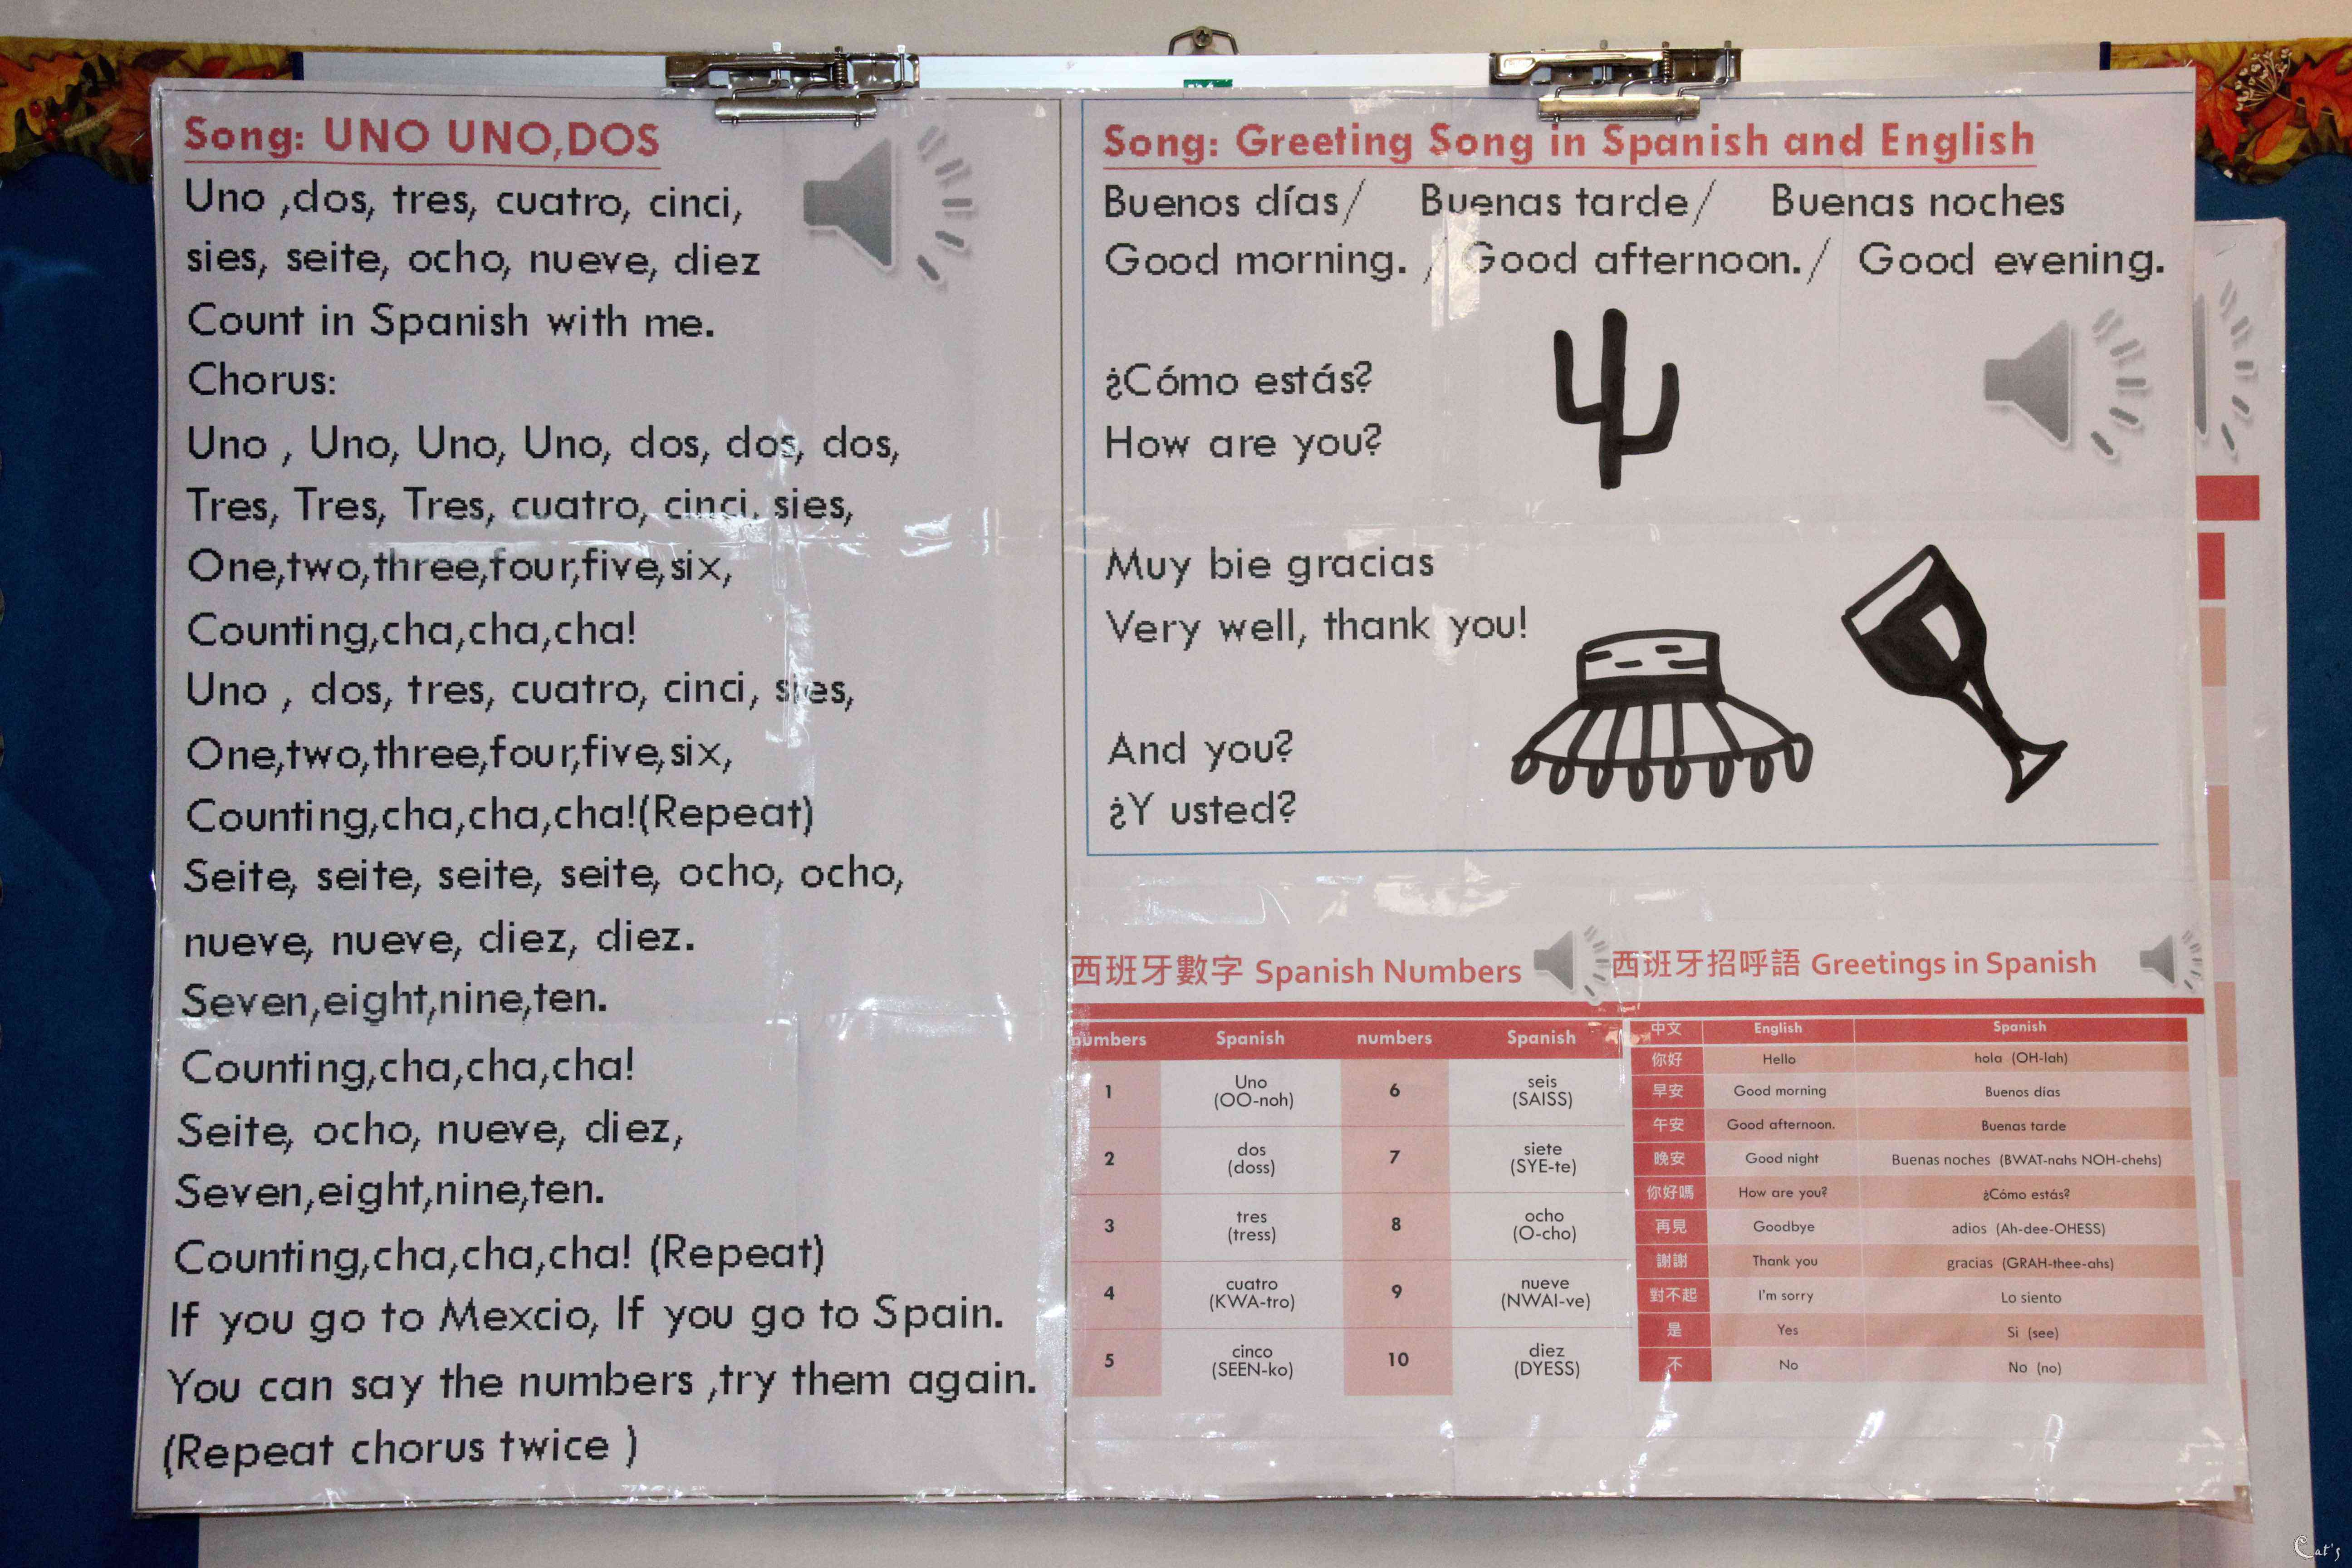 Song: UNO UNO,DOS
Uno ,dos, tres, cuatro, cinci,
sies, seite, ocho, nueve, diez
Count in Spanish with me.
Chorus:
Uno , Uno, Uno, Uno, dos, dos, dos,
Tres, Tres, Tres, cuatro, cinci, sies,
One,two,three,four,five,six,
Counting,cha,cha,cha!
Uno , dos, tres, cuatro, cinci, sies,
One,two,three,four,five,six,
Counting,cha,cha,cha!(Repeat)
Seite, seite, seite, seite, ocho, ocho,
nueve, nueve, diez, diez.
Seven,eight,nine,ten.
Counting,cha,cha,cha!
Seite, ocho, nueve, diez,
Seven,eight,nine,ten.
Counting,cha,cha,cha! (Repeat)
If you go to Mexcio, If you go to Spain.
You can say the numbers ,try them again.
(Repeat chorus twice )
Song: Greeting Song in Spanish and English
Buenos días/ Buenas tarde/ Buenas noches
Good morning. / Good afternoon./ Good evening.
¿Cómo estás?
How are you?
Muy bie gracias
Very well, thank you!
And you?
¿Y usted?
西班牙數字 Spanish Numbers
numbers Spanish numbers Spanish
1 Uno (OO-noh) 6 seis (SAISS)
2 dos (doss) 7 siete (SYE-te)
3 tres (tress) 8 ocho (O-cho)
4 cuatro (KWA-tro) 9 nueve (NWAI-ve)
5 cinco (SEEN-ko) 10 diez (DYESS)
西班牙招呼語 Greetings in Spanish
中文 English Spanish
你好 Hello hola (OH-lah)
早安 Good morning Buenos dias
午安 Good afternoon. Buenas tarde
晚安 Good night Buenas noches (BWAT-nahs NOH-chehs)
你好嗎 How are you? ¿Cómo estás?
再見 Goodbye adios (Ah-dee-OHESS)
謝謝 Thank you gracias (GRAH-thee-ahs)
對不起 I'm sorry Lo siento
是 Yes Si (see)
不 No No (no)
Cat's